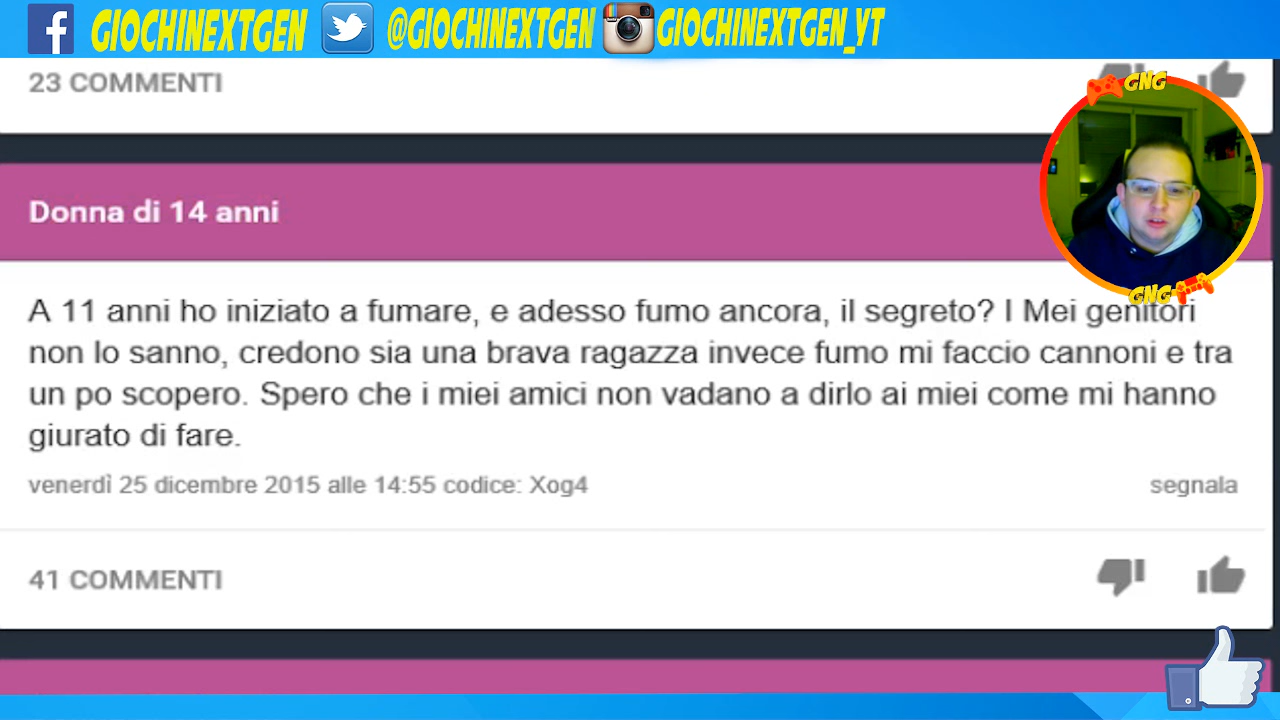 GIOCHINEXTGEN @GIOCHINEXTGEN GIOCHINEXTGEN_YT
23 COMMENTI
GNG
Donna di 14 anni
GNG
A 11 anni ho iniziato a fumare, e adesso fumo ancora, il segreto? I Mei genitori
non lo sanno, credono sia una brava ragazza invece fumo mi faccio cannoni e tra
un po scopero. Spero che i miei amici non vadano a dirlo ai miei come mi hanno
giurato di fare.
venerdì 25 dicembre 2015 alle 14:55 codice: Xog4
segnala
41 COMMENTI